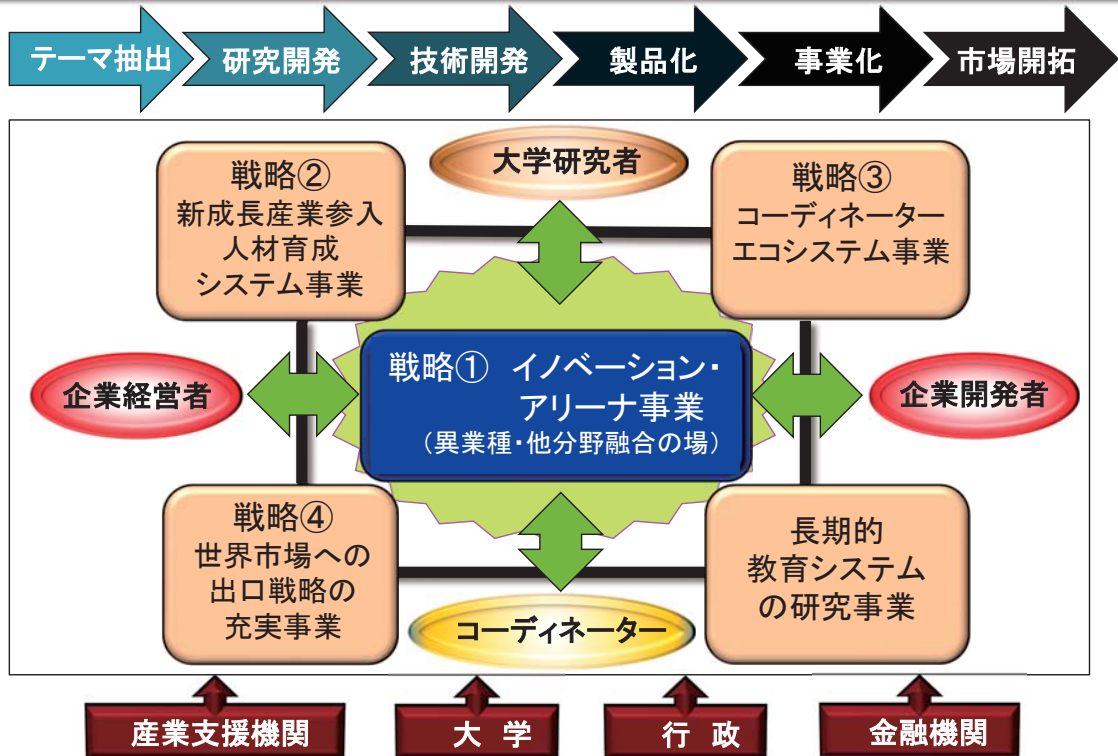 テーマ抽出
研究開発
技術開発
製品化
事業化
市場開拓
大学研究者
戦略②
新成長産業参入
人材育成
システム事業
戦略③
コーディネーター
エコシステム事業
企業経営者
戦略① イノベーション・
アリーナ事業
(異業種・他分野融合の場)
企業開発者
戦略④
世界市場への
出口戦略の
充実事業
長期的
教育システム
の研究事業
コーディネーター
産業支援機関
大 学
行 政
金融機関